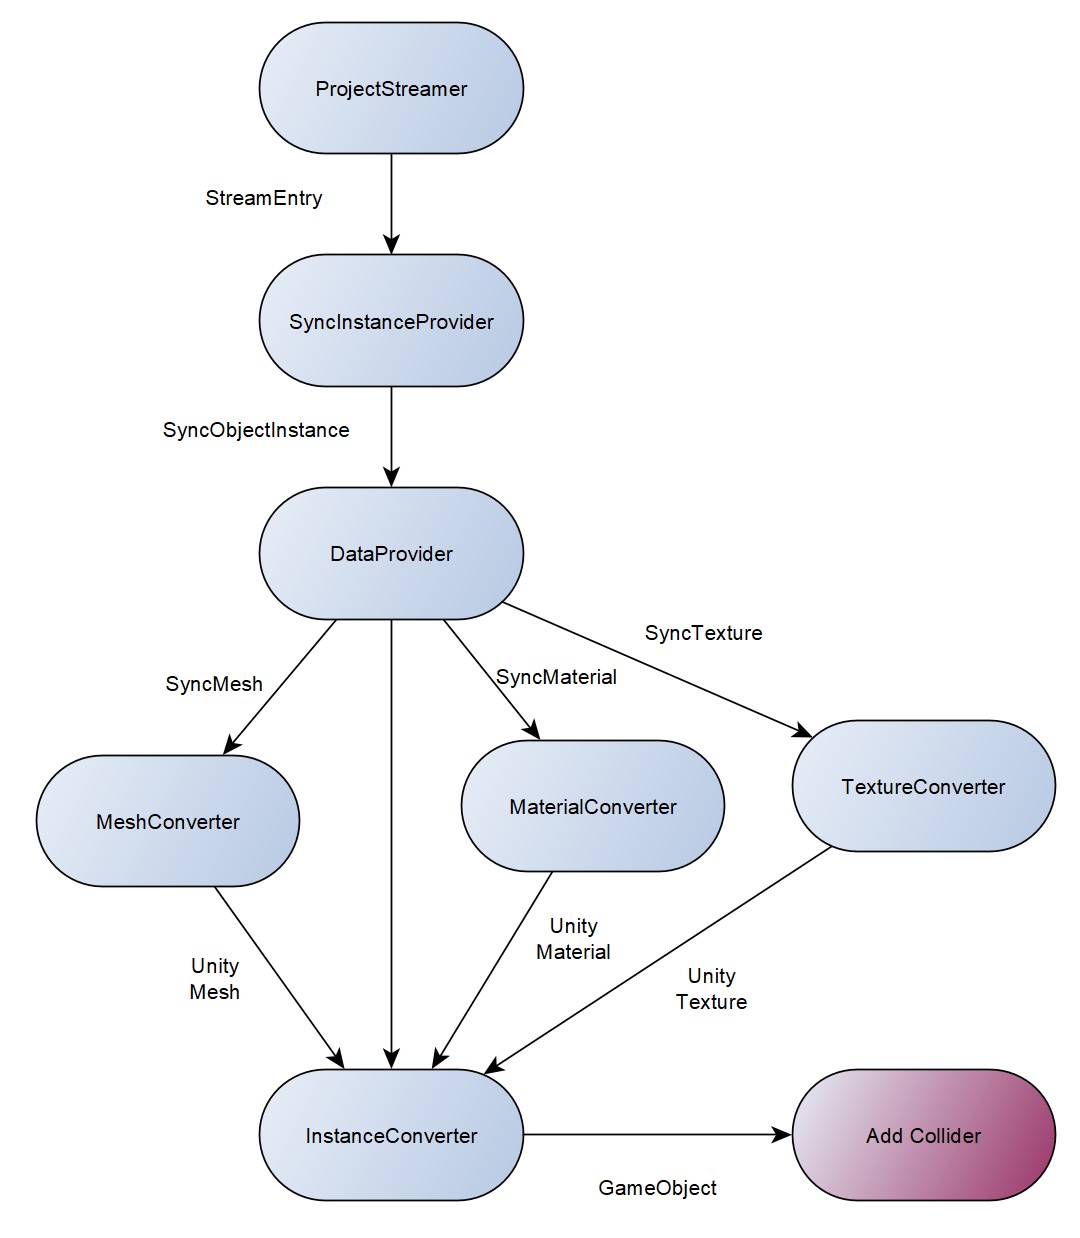 ProjectStreamer
StreamEntry
SyncInstanceProvider
SyncObjectInstance
DataProvider
SyncTexture
SyncMesh
SyncMaterial
TextureConverter
MeshConverter
MaterialConverter
Unity
Material
Unity
Mesh
Unity
Texture
InstanceConverter
Add Collider
GameObject